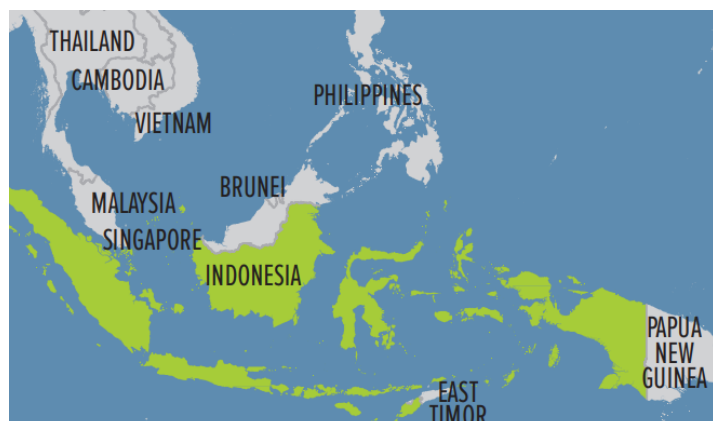 THAILAND
CAMBODIA
PHILIPPINES
VIETNAM
BRUNEI
MALAYSIA
SINGAPORE
INDONESIA
PAPUA
NEW
GUINEA
EAST
TIMOR